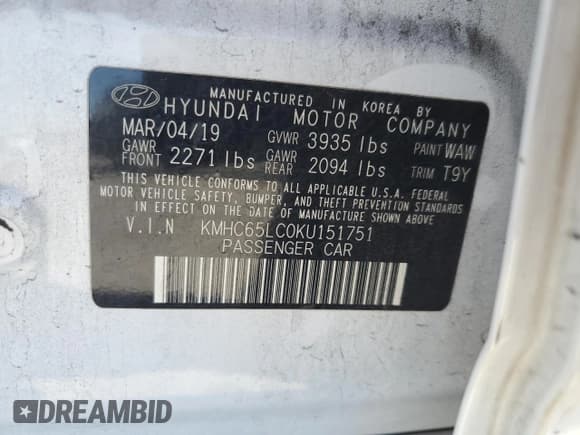 MANUFACTURED IN KOREA BY
HYUNDAI MOTOR COMPANY
MAR/04/19 GVWR 3935 lbs PAINT WAW
GAWR FRONT 2271 lbs GAWR REAR 2094 lbs TRIM T9Y
THIS VEHICLE CONFORMS TO ALL APPLICABLE U.S.A. FEDERAL
MOTOR VEHICLE SAFETY, BUMPER, AND THEFT PREVENTION STANDARDS
IN EFFECT ON THE DATE OF MANUFACTURE SHOWN ABOVE.
V.I.N KMHC65LC0KU151751
PASSENGER CAR
DREAMBID